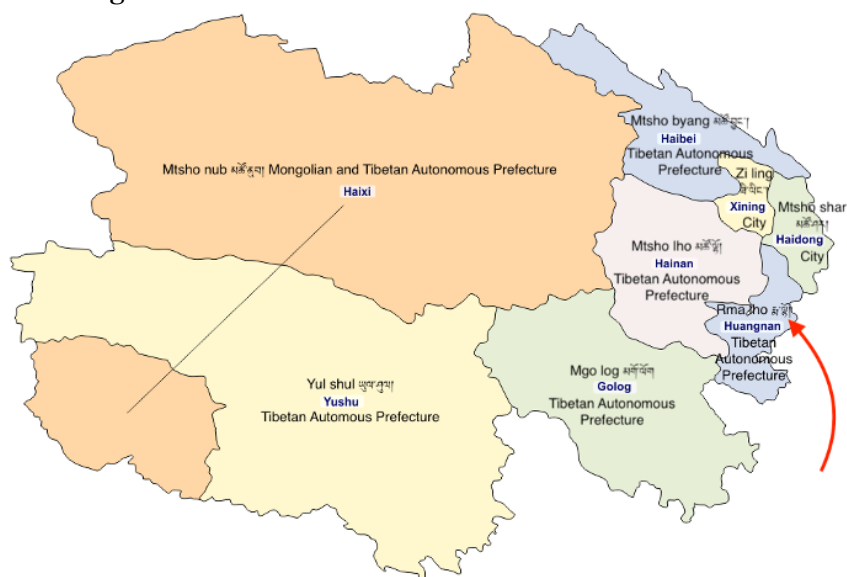 Mtsho byang མཚོ་བྱང་།
Haibei
Tibetan Autonomous
Prefecture
Mtsho nub མཚོ་ནུབ། Mongolian and Tibetan Autonomous Prefecture
Haixi
Zi ling
ཟི་ལིང་།
Xining
City
Mtsho shar
མཚོ་ཤར།
Haidong
City
Mtsho lho མཚོ་ལྷོ།
Hainan
Tibetan Autonomous
Prefecture
Rma lho རྨ་ལྷོ།
Huangnan
Tibetan
Autonomous
Prefecture
Mgo log མགོ་ལོག
Golog
Tibetan Autonomous
Prefecture
Yul shul ཡུལ་ཤུལ།
Yushu
Tibetan Automous Prefecture